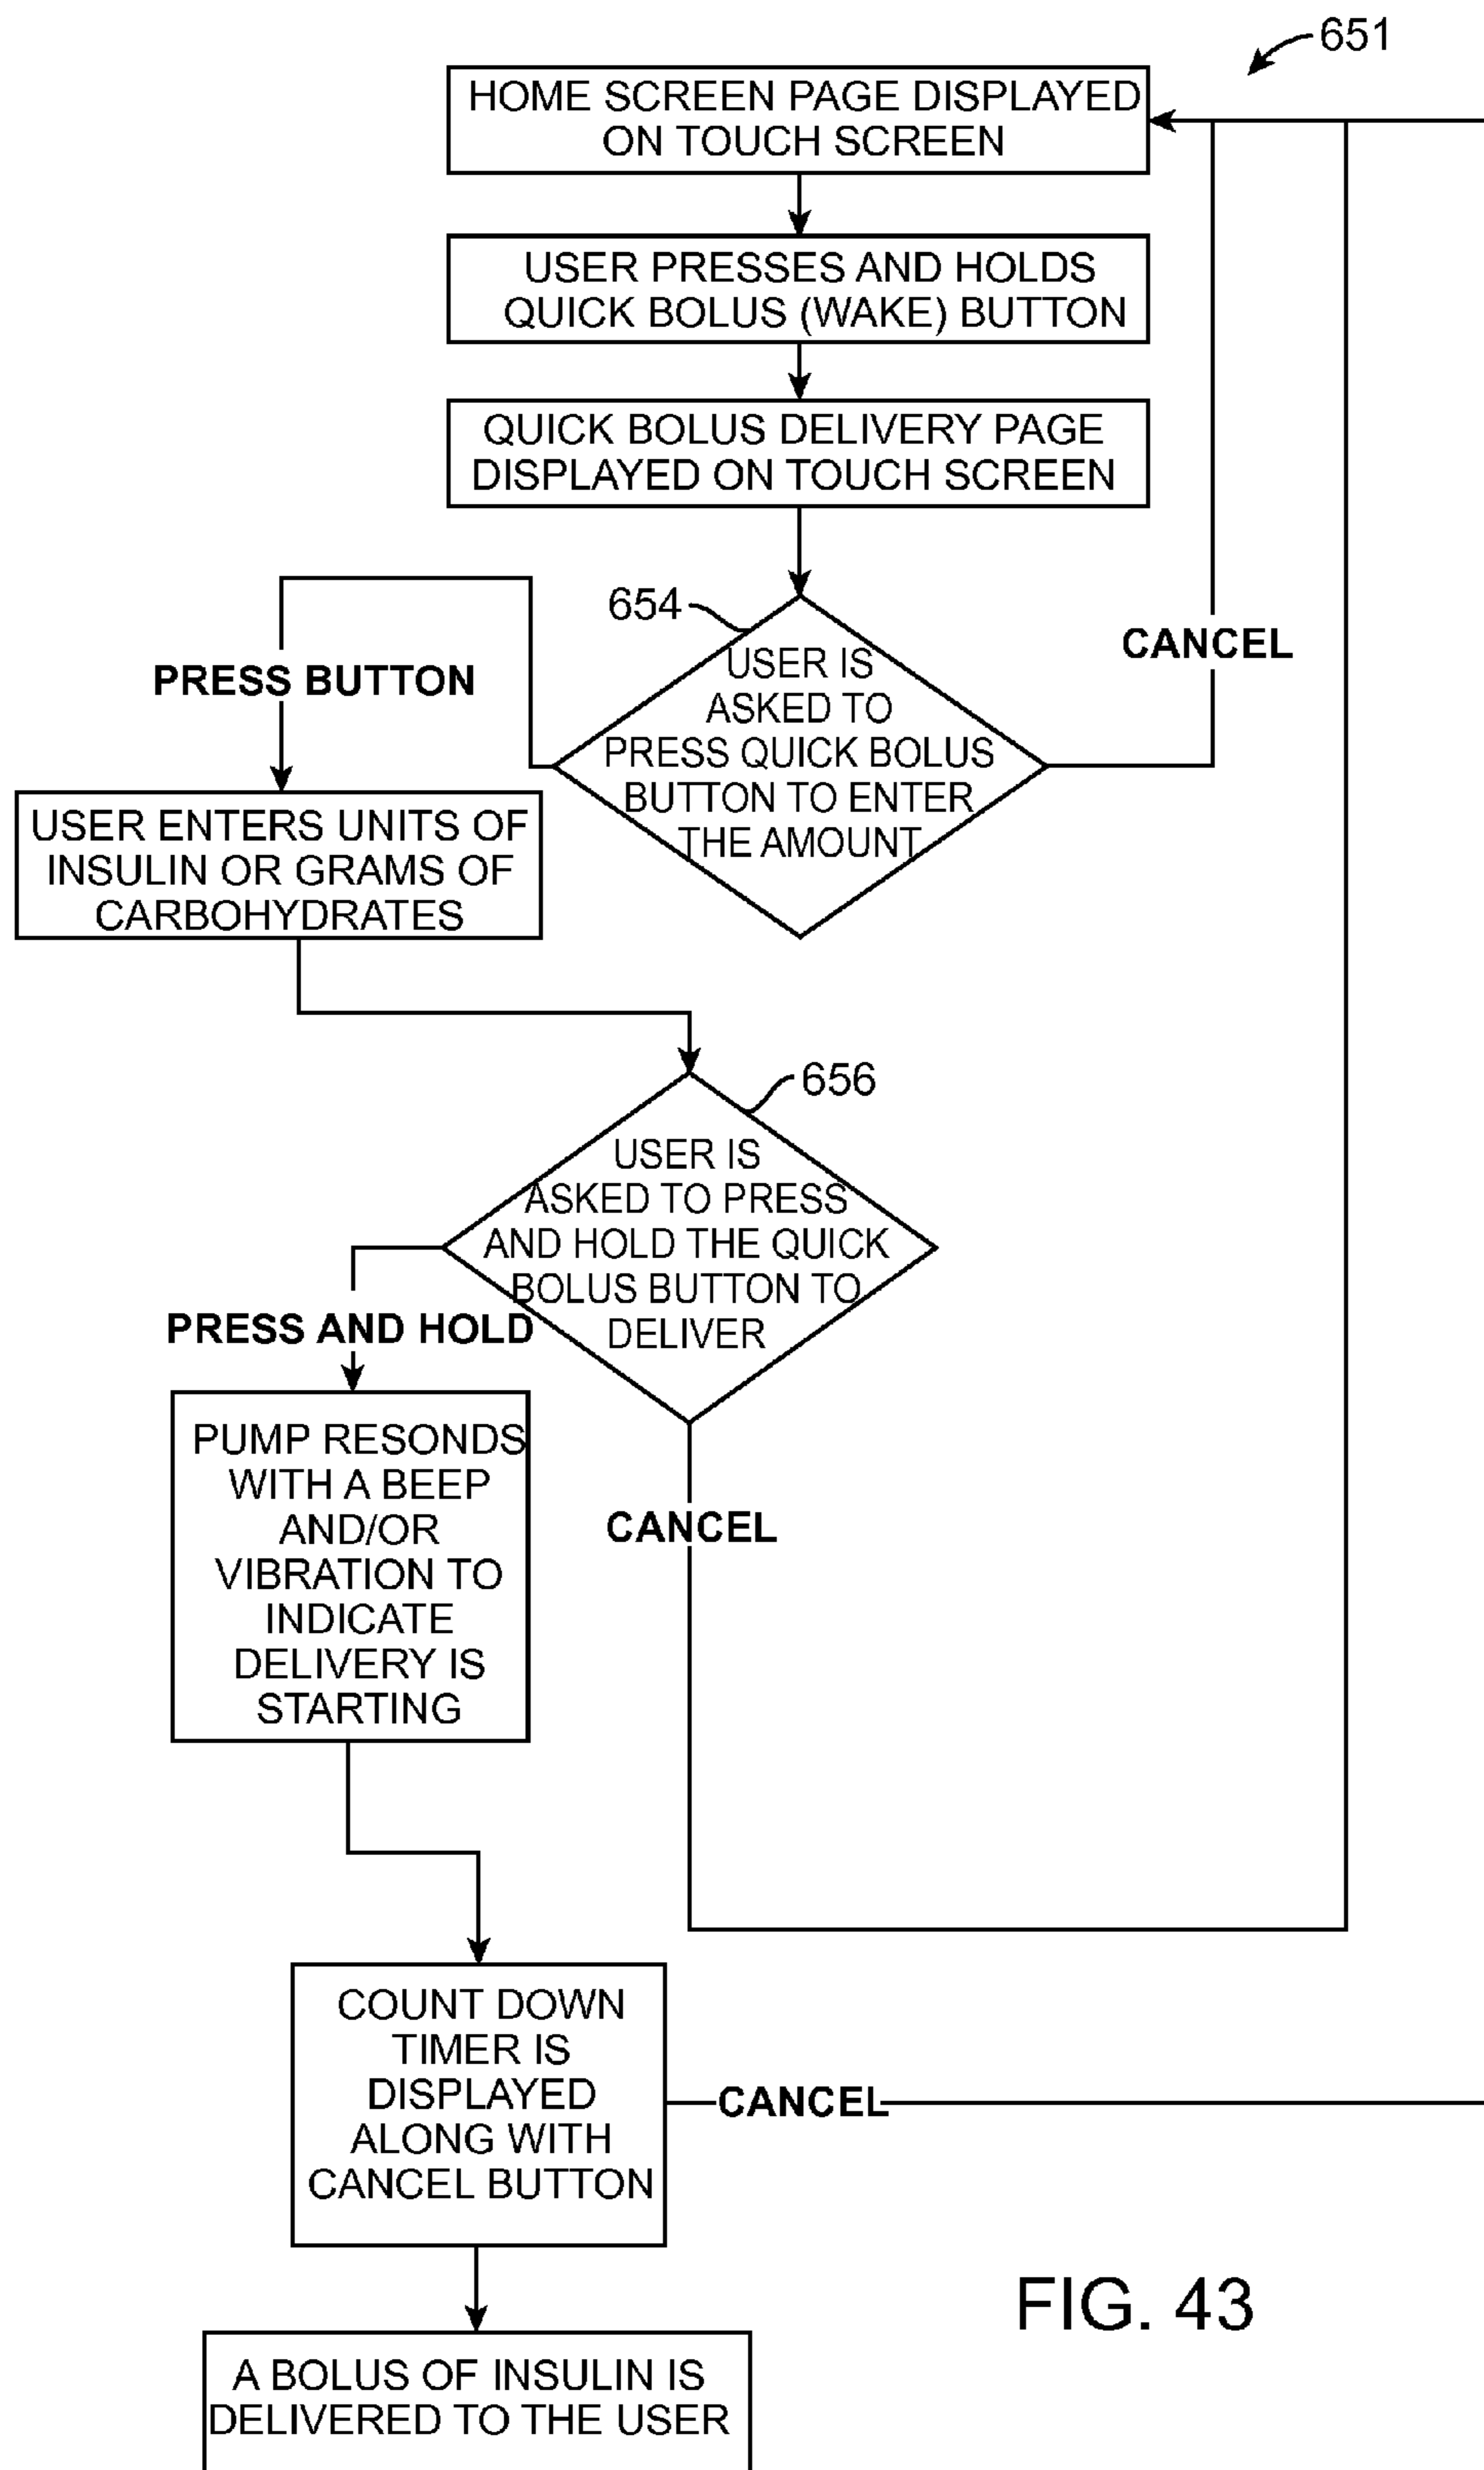 651
HOME SCREEN PAGE DISPLAYED
ON TOUCH SCREEN
USER PRESSES AND HOLDS
QUICK BOLUS (WAKE) BUTTON
QUICK BOLUS DELIVERY PAGE
DISPLAYED ON TOUCH SCREEN
654
USER IS
ASKED TO
PRESS QUICK BOLUS
BUTTON TO ENTER
THE AMOUNT
CANCEL
PRESS BUTTON
USER ENTERS UNITS OF
INSULIN OR GRAMS OF
CARBOHYDRATES
656
USER IS
ASKED TO PRESS
AND HOLD THE QUICK
BOLUS BUTTON TO
DELIVER
PRESS AND HOLD
PUMP RESONDS
WITH A BEEP
AND/OR
VIBRATION TO
INDICATE
DELIVERY IS
STARTING
CANCEL
COUNT DOWN
TIMER IS
DISPLAYED
ALONG WITH
CANCEL BUTTON
CANCEL
A BOLUS OF INSULIN IS
DELIVERED TO THE USER
FIG. 43